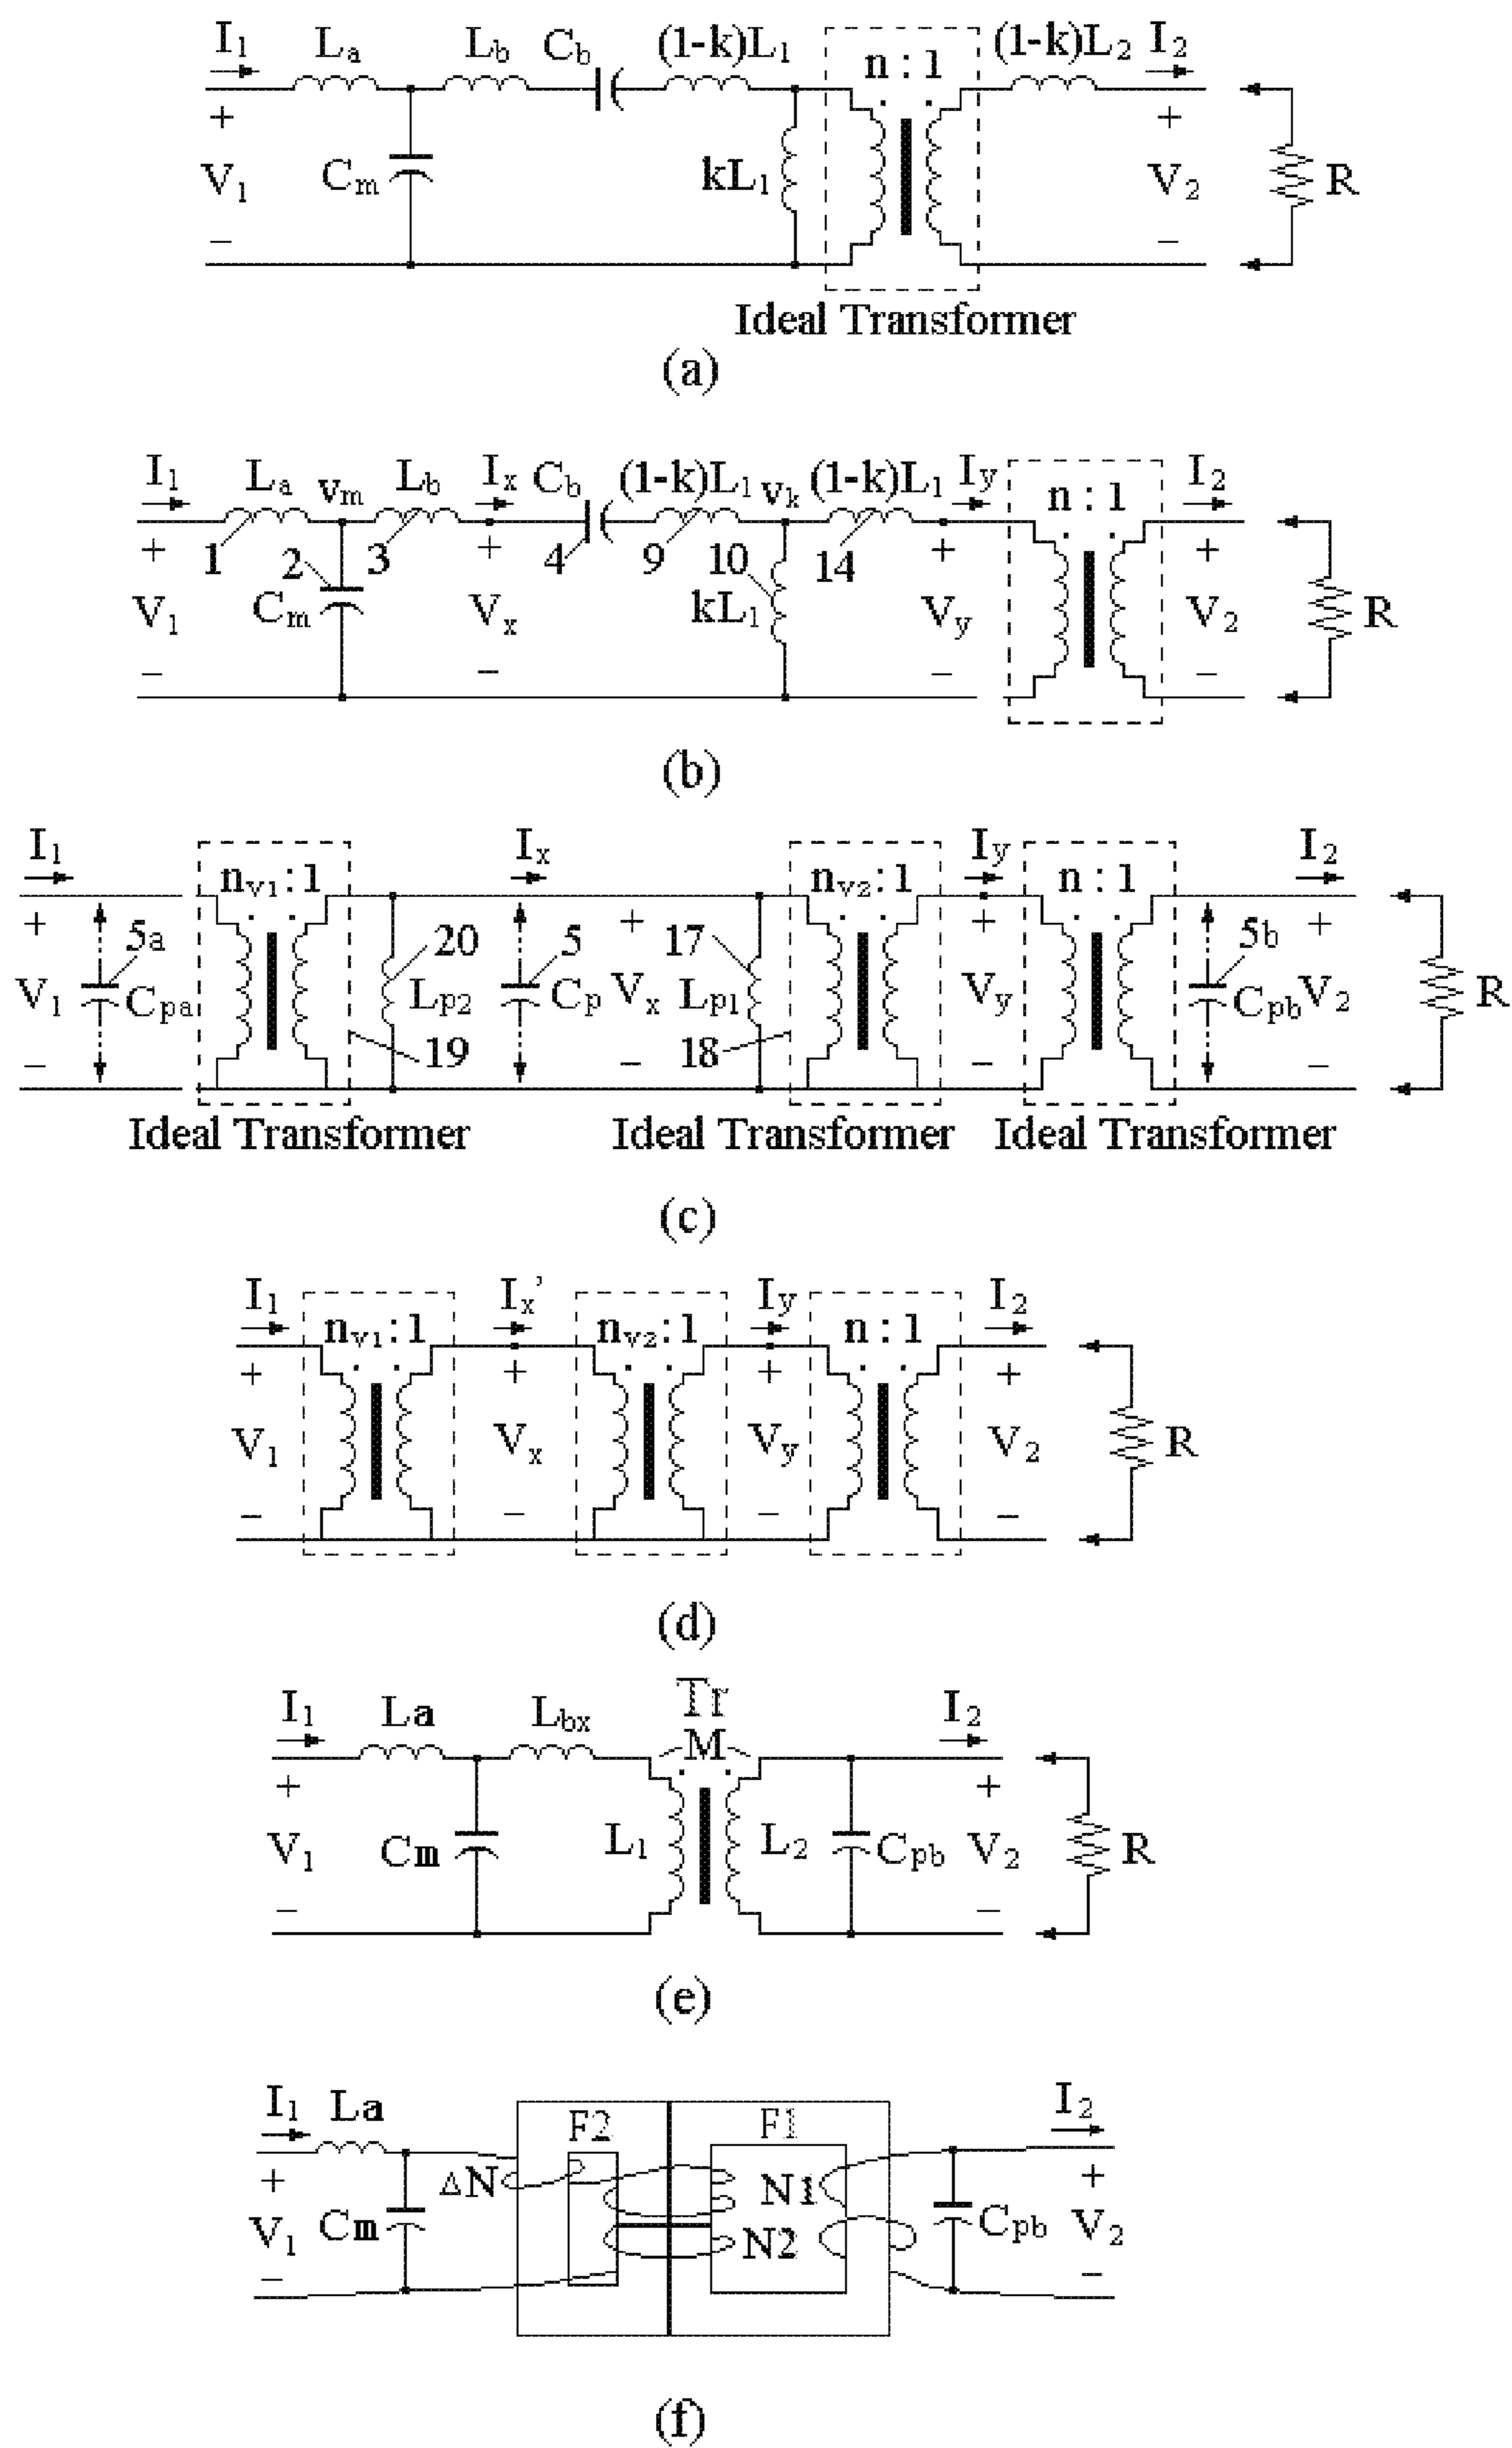 I1 La Lb Cb (1-k)L1 n : 1 (1-k)L2 I2
+ +
V1 Cm kL1 V2 R
− −
Ideal Transformer
(a)
I1 La vm Lb Ix Cb (1-k)L1 vk (1-k)L1 Iy n : 1 I2
+ 1 2 3 + 4 9 10 14 + +
V1 Cm Vx kL1 Vy V2 R
− − − −
(b)
I1 nv1:1 Ix nv2:1 Iy n : 1 I2
+ 5a 20 5 + 17 + 5b +
V1 Cpa Lp2 Cp Vx Lp1 Vy Cpb V2 R
− 19 − 18 − −
Ideal Transformer Ideal Transformer Ideal Transformer
(c)
I1 nv1:1 Ix' nv2:1 Iy n : 1 I2
+ + + +
V1 Vx Vy V2 R
− − − −
(d)
Tr
I1 La Lbx M I2
+ +
V1 Cm L1 L2 Cpb V2 R
− −
(e)
I1 La F2 F1 I2
+ ΔN N1 +
V1 Cm N2 Cpb V2
− −
(f)